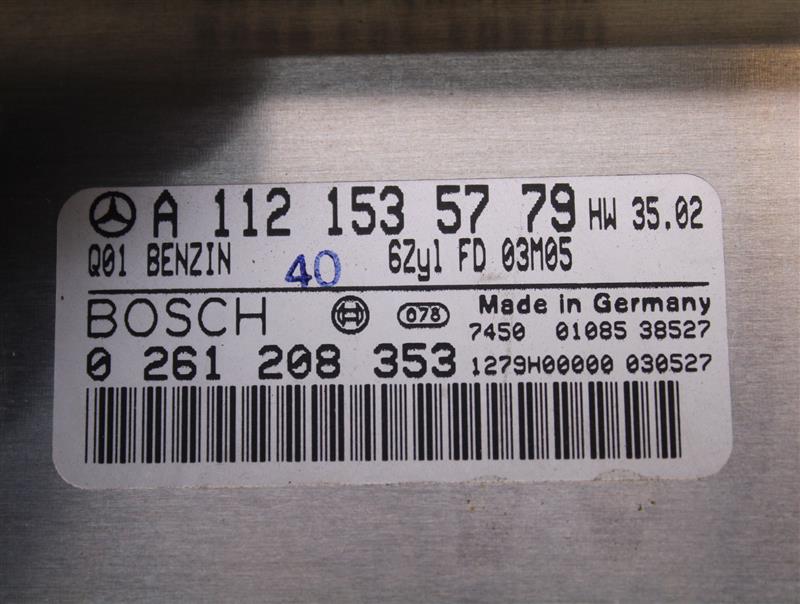 A 112 153 57 79 HW 35.02
Q01 BENZIN 40 6Zyl FD 03M05
BOSCH 078 Made in Germany
7450 01085 38527
0 261 208 353 1279H00000 030527